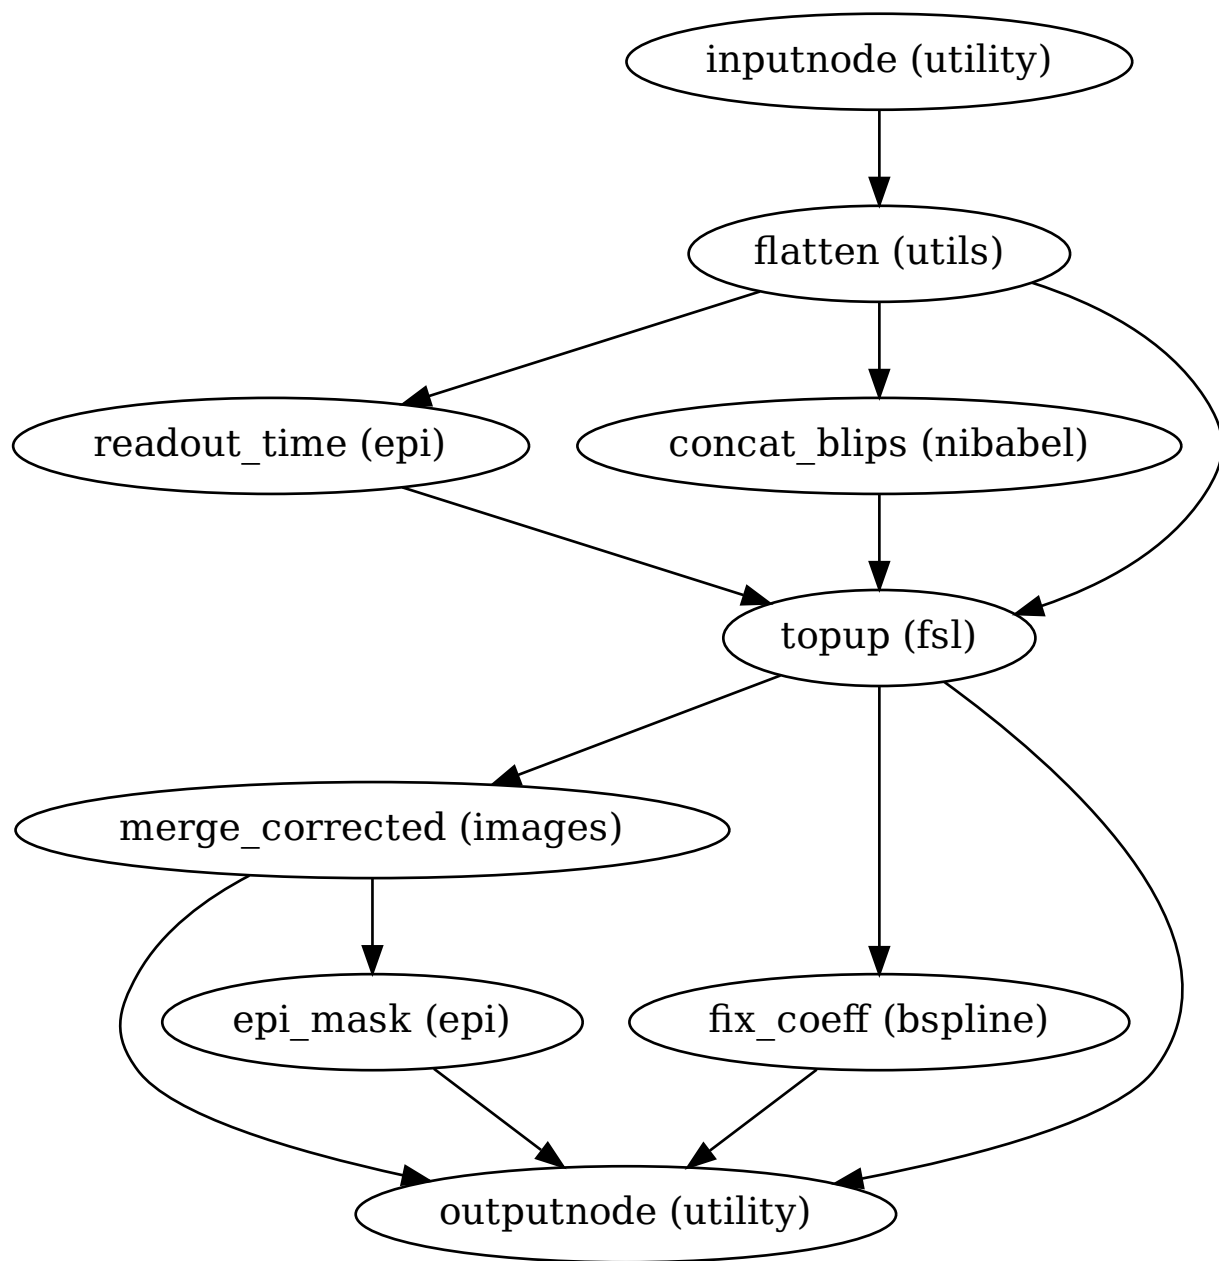 inputnode (utility)
flatten (utils)
readout_time (epi)
concat_blips (nibabel)
topup (fsl)
merge_corrected (images)
epi_mask (epi)
fix_coeff (bspline)
outputnode (utility)